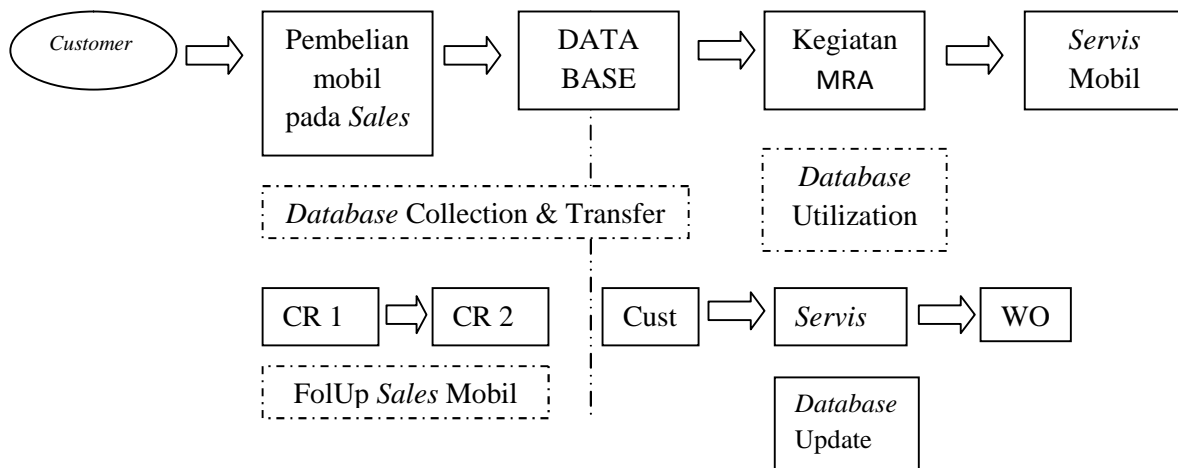 Customer
Pembelian
mobil
pada Sales
DATA
BASE
Kegiatan
MRA
Servis
Mobil
Database Collection & Transfer
Database
Utilization
CR 1
CR 2
Cust
Servis
WO
FolUp Sales Mobil
Database
Update